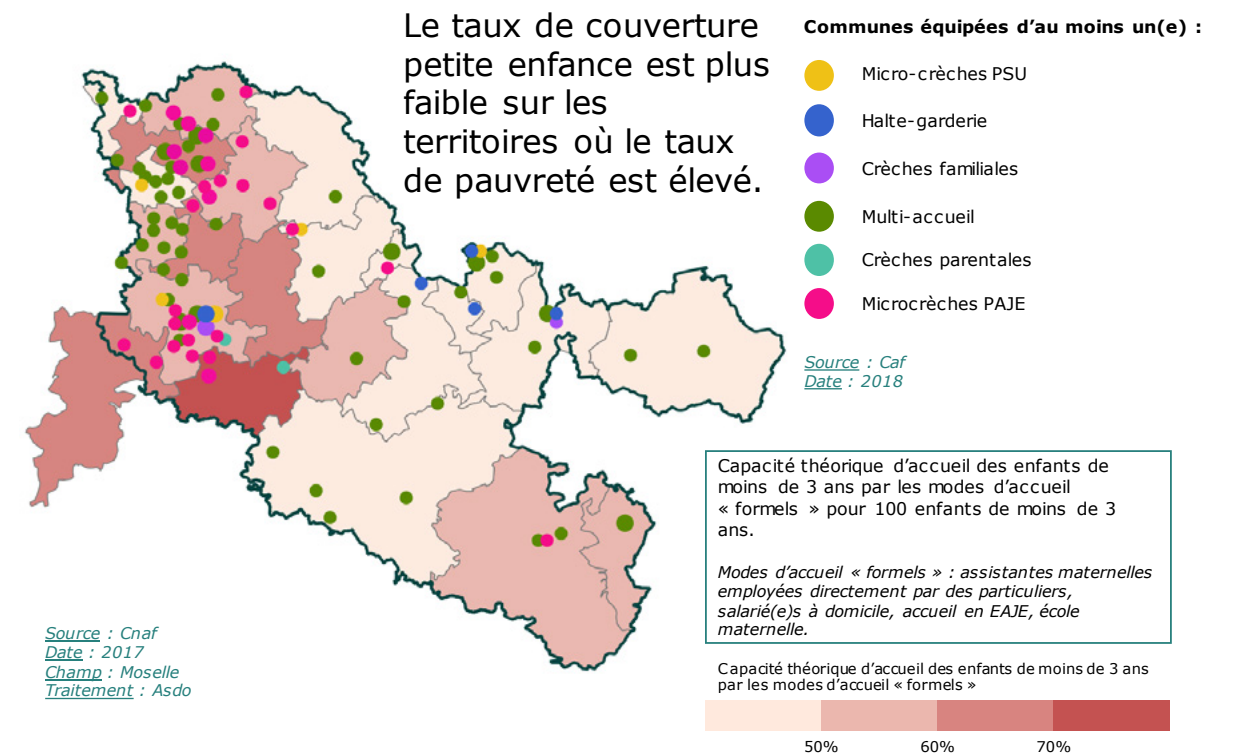 Le taux de couverture
petite enfance est plus
faible sur les
territoires où le taux
de pauvreté est élevé.
Communes équipées d’au moins un(e) :
Micro-crèches PSU
Halte-garderie
Crèches familiales
Multi-accueil
Crèches parentales
Microcrèches PAJE
Source : Caf
Date : 2018
Capacité théorique d’accueil des enfants de
moins de 3 ans par les modes d’accueil
« formels » pour 100 enfants de moins de 3
ans.
Modes d’accueil « formels » : assistantes maternelles
employées directement par des particuliers,
salarié(e)s à domicile, accueil en EAJE, école
maternelle.
Source : Cnaf
Date : 2017
Champ : Moselle
Traitement : Asdo
Capacité théorique d’accueil des enfants de moins de 3 ans
par les modes d’accueil « formels »
50% 60% 70%